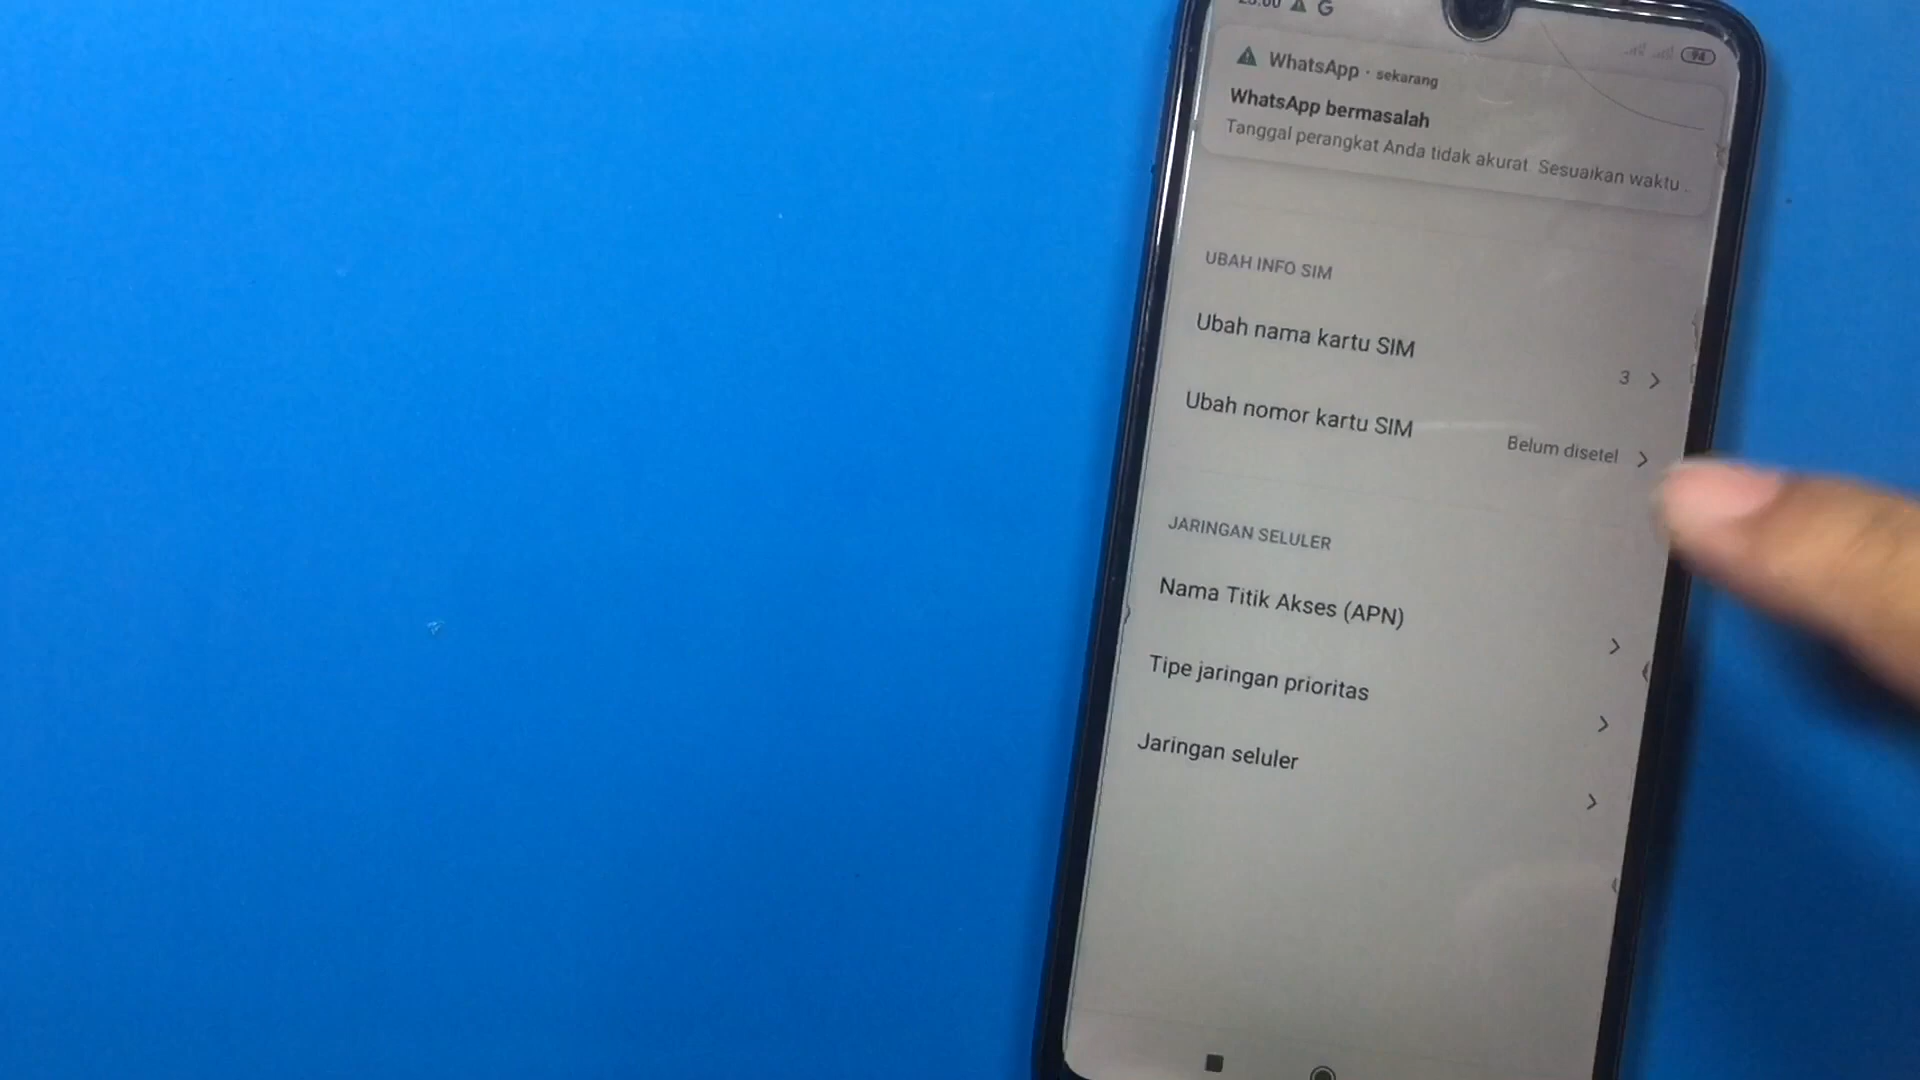 G
94
WhatsApp · sekarang
WhatsApp bermasalah
Tanggal perangkat Anda tidak akurat. Sesuaikan waktu .
UBAH INFO SIM
Ubah nama kartu SIM
3
Ubah nomor kartu SIM
Belum disetel
JARINGAN SELULER
Nama Titik Akses (APN)
Tipe jaringan prioritas
Jaringan seluler